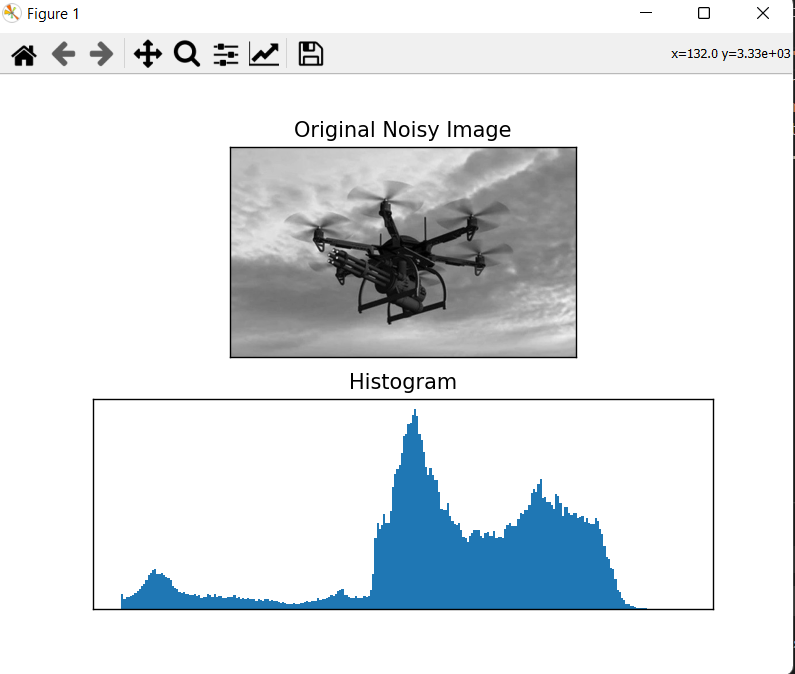 Figure 1
x=132.0 y=3.33e+03
Original Noisy Image
Histogram